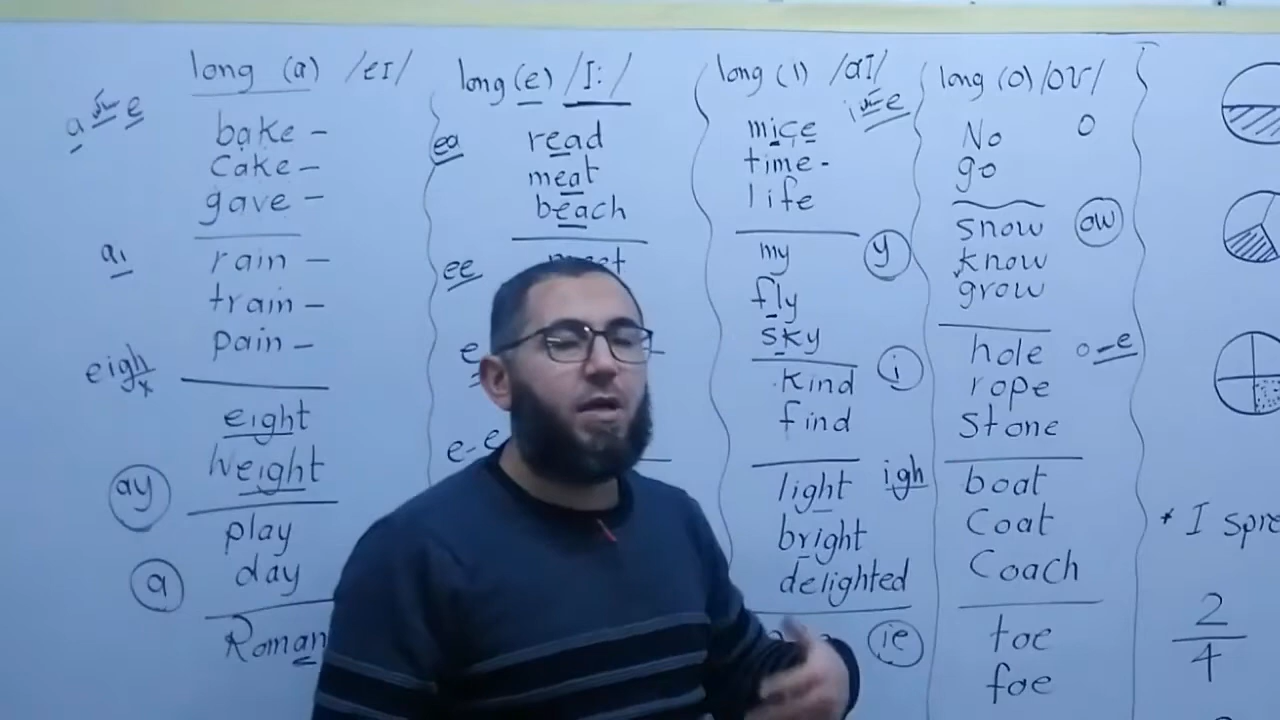 long (a) /eI/
a e
bake -
Cake -
gave -
ai
rain -
train -
pain -
eigh
x
eight
weight
ay
play
day
a
Roman
long (e) /I:/
ea
read
meat
beach
ee
e-e
long (i) /aI/
i e
mice
time -
life
my
y
fly
sky
i
kind
find
light
igh
bright
delighted
ie
long (o) /oʊ/
No
o
go
snow
ow
know
grow
hole
o-e
rope
Stone
boat
Coat
Coach
toe
foe
* I spre
2
4